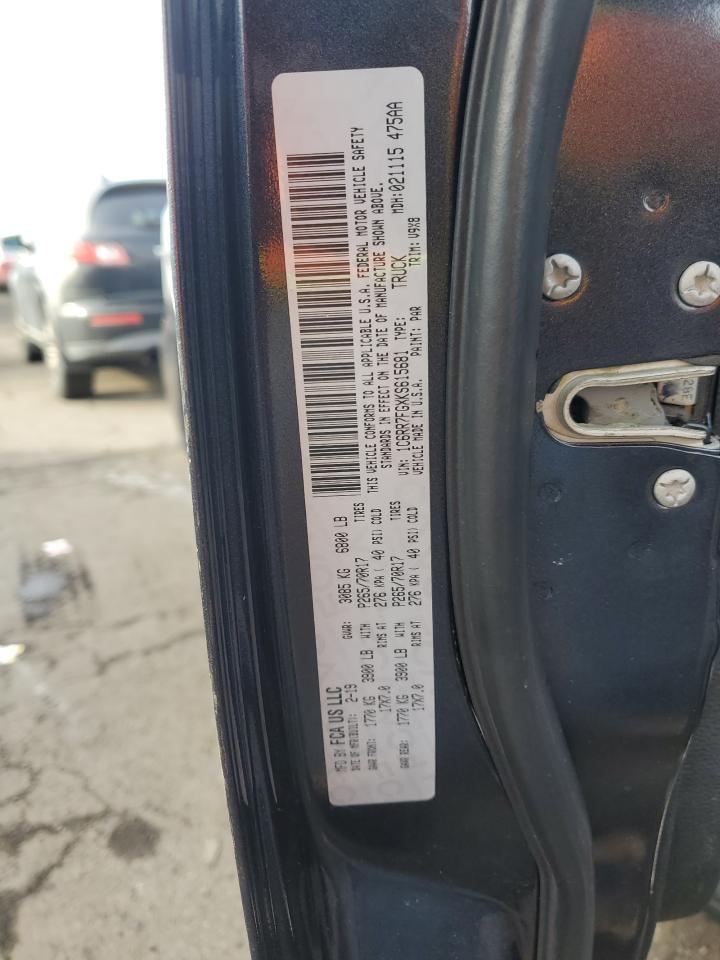 MFD BY FCA US LLC
DATE OF MFR(BUILT): 2-19 GVWR: 3085 KG 6800 LB
GAWR FRONT: 1770 KG 3900 LB WITH P265/70R17 TIRES
17X7.0 RIMS AT 276 KPA ( 40 PSI) COLD
GAWR REAR: 1770 KG 3900 LB WITH P265/70R17 TIRES
17X7.0 RIMS AT 276 KPA ( 40 PSI) COLD
THIS VEHICLE CONFORMS TO ALL APPLICABLE U.S.A. FEDERAL MOTOR VEHICLE SAFETY
STANDARDS IN EFFECT ON THE DATE OF MANUFACTURE SHOWN ABOVE.
VIN: 1C6RR7FGXKS615681 TYPE: TRUCK MDH:021115 475AA
VEHICLE MADE IN U.S.A. PAINT: PAR TRIM: V9X8